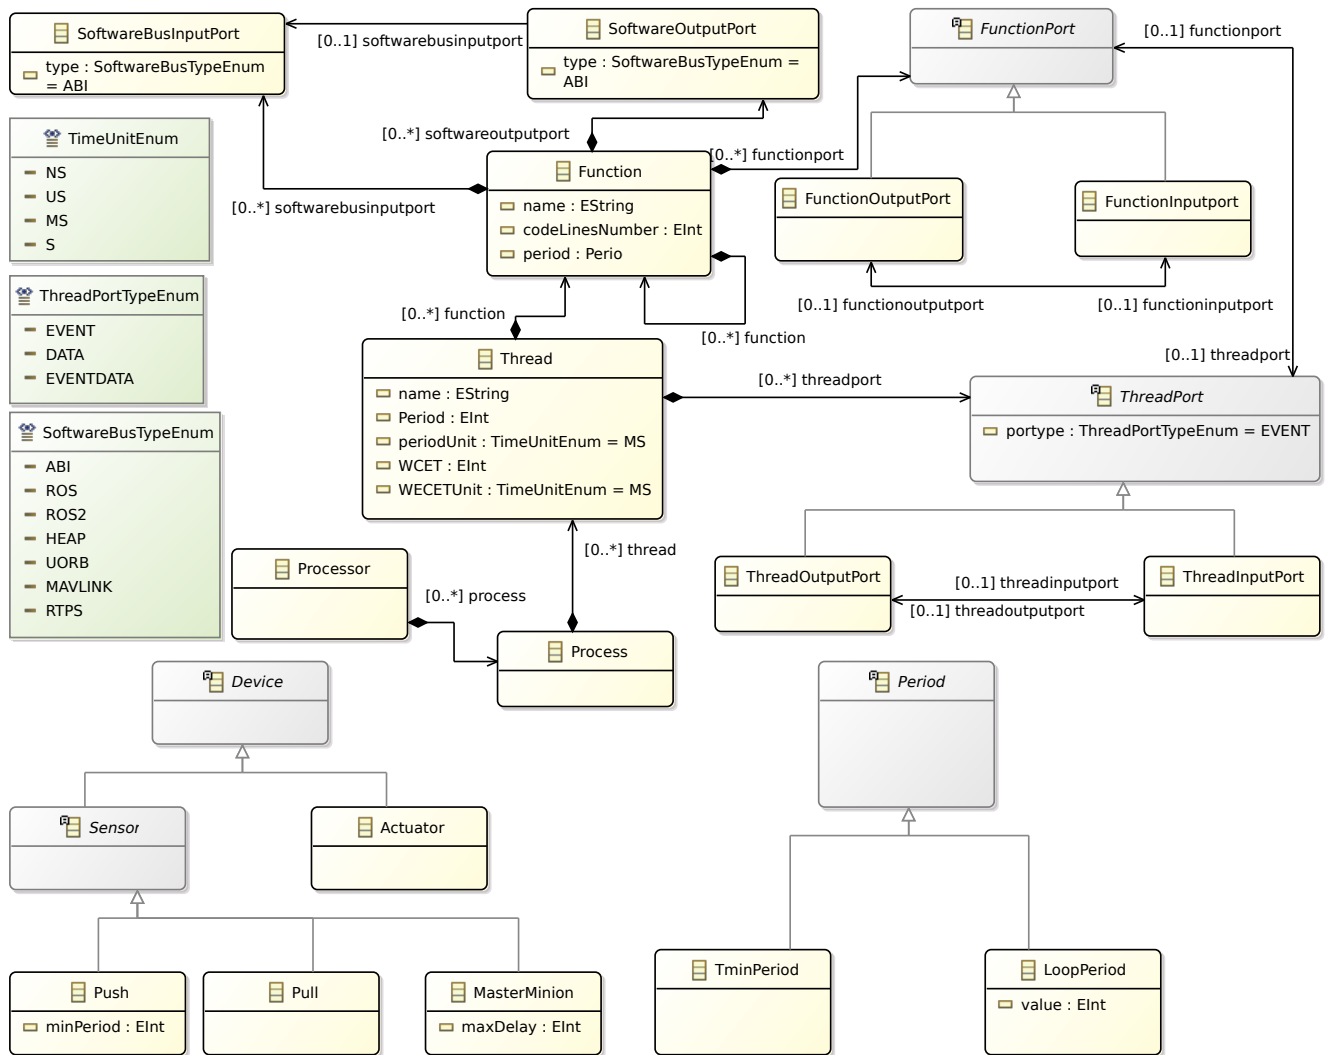 SoftwareBusInputPort
type : SoftwareBusTypeEnum
= ABI
[0..1] softwarebusinputport
SoftwareOutputPort
type : SoftwareBusTypeEnum =
ABI
FunctionPort
[0..1] functionport
TimeUnitEnum
NS
US
MS
S
[0..*] softwareoutputport
[0..*] functionport
[0..*] softwarebusinputport
Function
name : EString
codeLinesNumber : EInt
period : Perio
FunctionOutputPort
FunctionInputport
[0..1] functionoutputport
[0..1] functioninputport
ThreadPortTypeEnum
EVENT
DATA
EVENTDATA
[0..*] function
[0..*] function
[0..1] threadport
Thread
name : EString
Period : EInt
periodUnit : TimeUnitEnum = MS
WCET : EInt
WECETUnit : TimeUnitEnum = MS
[0..*] threadport
ThreadPort
portype : ThreadPortTypeEnum = EVENT
SoftwareBusTypeEnum
ABI
ROS
ROS2
HEAP
UORB
MAVLINK
RTPS
[0..*] thread
Processor
[0..*] process
Process
ThreadOutputPort
[0..1] threadinputport
[0..1] threadoutputport
ThreadInputPort
Device
Period
Sensor
Actuator
Push
minPeriod : EInt
Pull
MasterMinion
maxDelay : EInt
TminPeriod
LoopPeriod
value : EInt